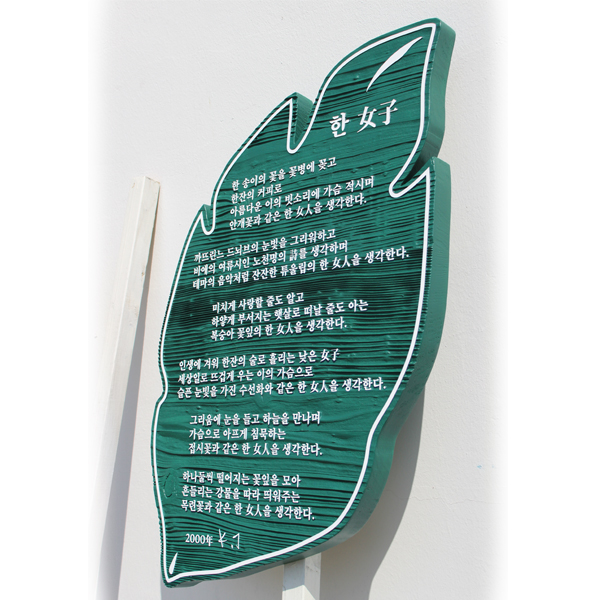 한 女子
한 송이의 꽃을 꽃병에 꽂고
한잔의 커피로
아름다운 이의 빗소리에 가슴 적시며
안개꽃과 같은 한 女人을 생각한다.
까뜨린느 드뇌브의 눈빛을 그리워하고
비애의 여류시인 노천명의 詩를 생각하며
테마의 음악처럼 잔잔한 튜울립의 한 女人을 생각한다.
미치게 사랑할 줄도 알고
하얗게 부서지는 햇살로 떠날 줄도 아는
복숭아 꽃잎의 한 女人을 생각한다.
인생에 겨워 한잔의 술로 흘리는 낮은 女子
세상일로 뜨겁게 우는 이의 가슴으로
슬픈 눈빛을 가진 수선화와 같은 한 女人을 생각한다.
그리움에 눈을 들고 하늘을 만나며
가슴으로 아프게 침묵하는
접시꽃과 같은 한 女人을 생각한다.
하나둘씩 떨어지는 꽃잎을 모아
흔들리는 강물을 따라 띄워주는
목련꽃과 같은 한 女人을 생각한다.
2000年